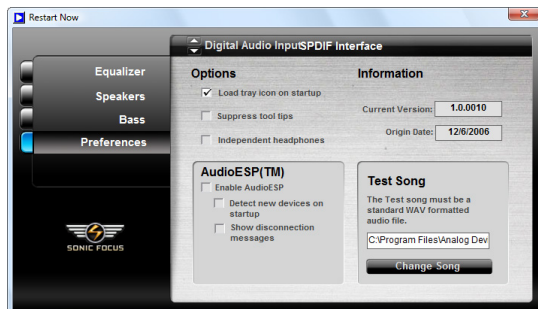 Restart Now
Digital Audio InputSPDIF Interface
Equalizer
Speakers
Bass
Preferences
SONIC FOCUS
Options
Load tray icon on startup
Suppress tool tips
Independent headphones
Information
Current Version: 1.0.0010
Origin Date: 12/6/2006
AudioESP(TM)
Enable AudioESP
Detect new devices on
startup
Show disconnection
messages
Test Song
The Test song must be a
standard WAV formatted
audio file.
C:\Program Files\Analog Dev
Change Song